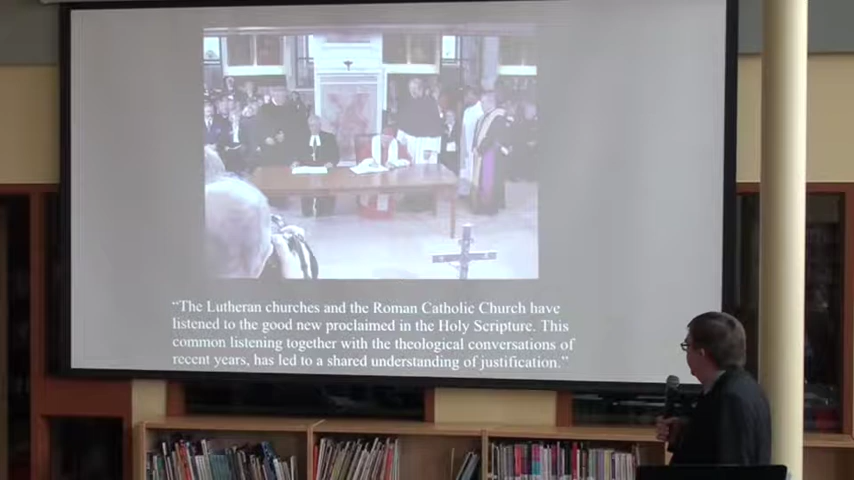 “The Lutheran churches and the Roman Catholic Church have
listened to the good new proclaimed in the Holy Scripture. This
common listening together with the theological conversations of
recent years, has led to a shared understanding of justification.”